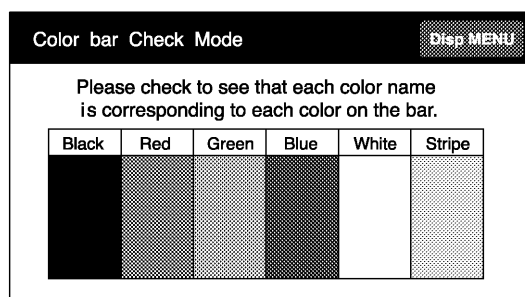 Color bar Check Mode
Disp MENU
Please check to see that each color name
is corresponding to each color on the bar.
Black Red Green Blue White Stripe